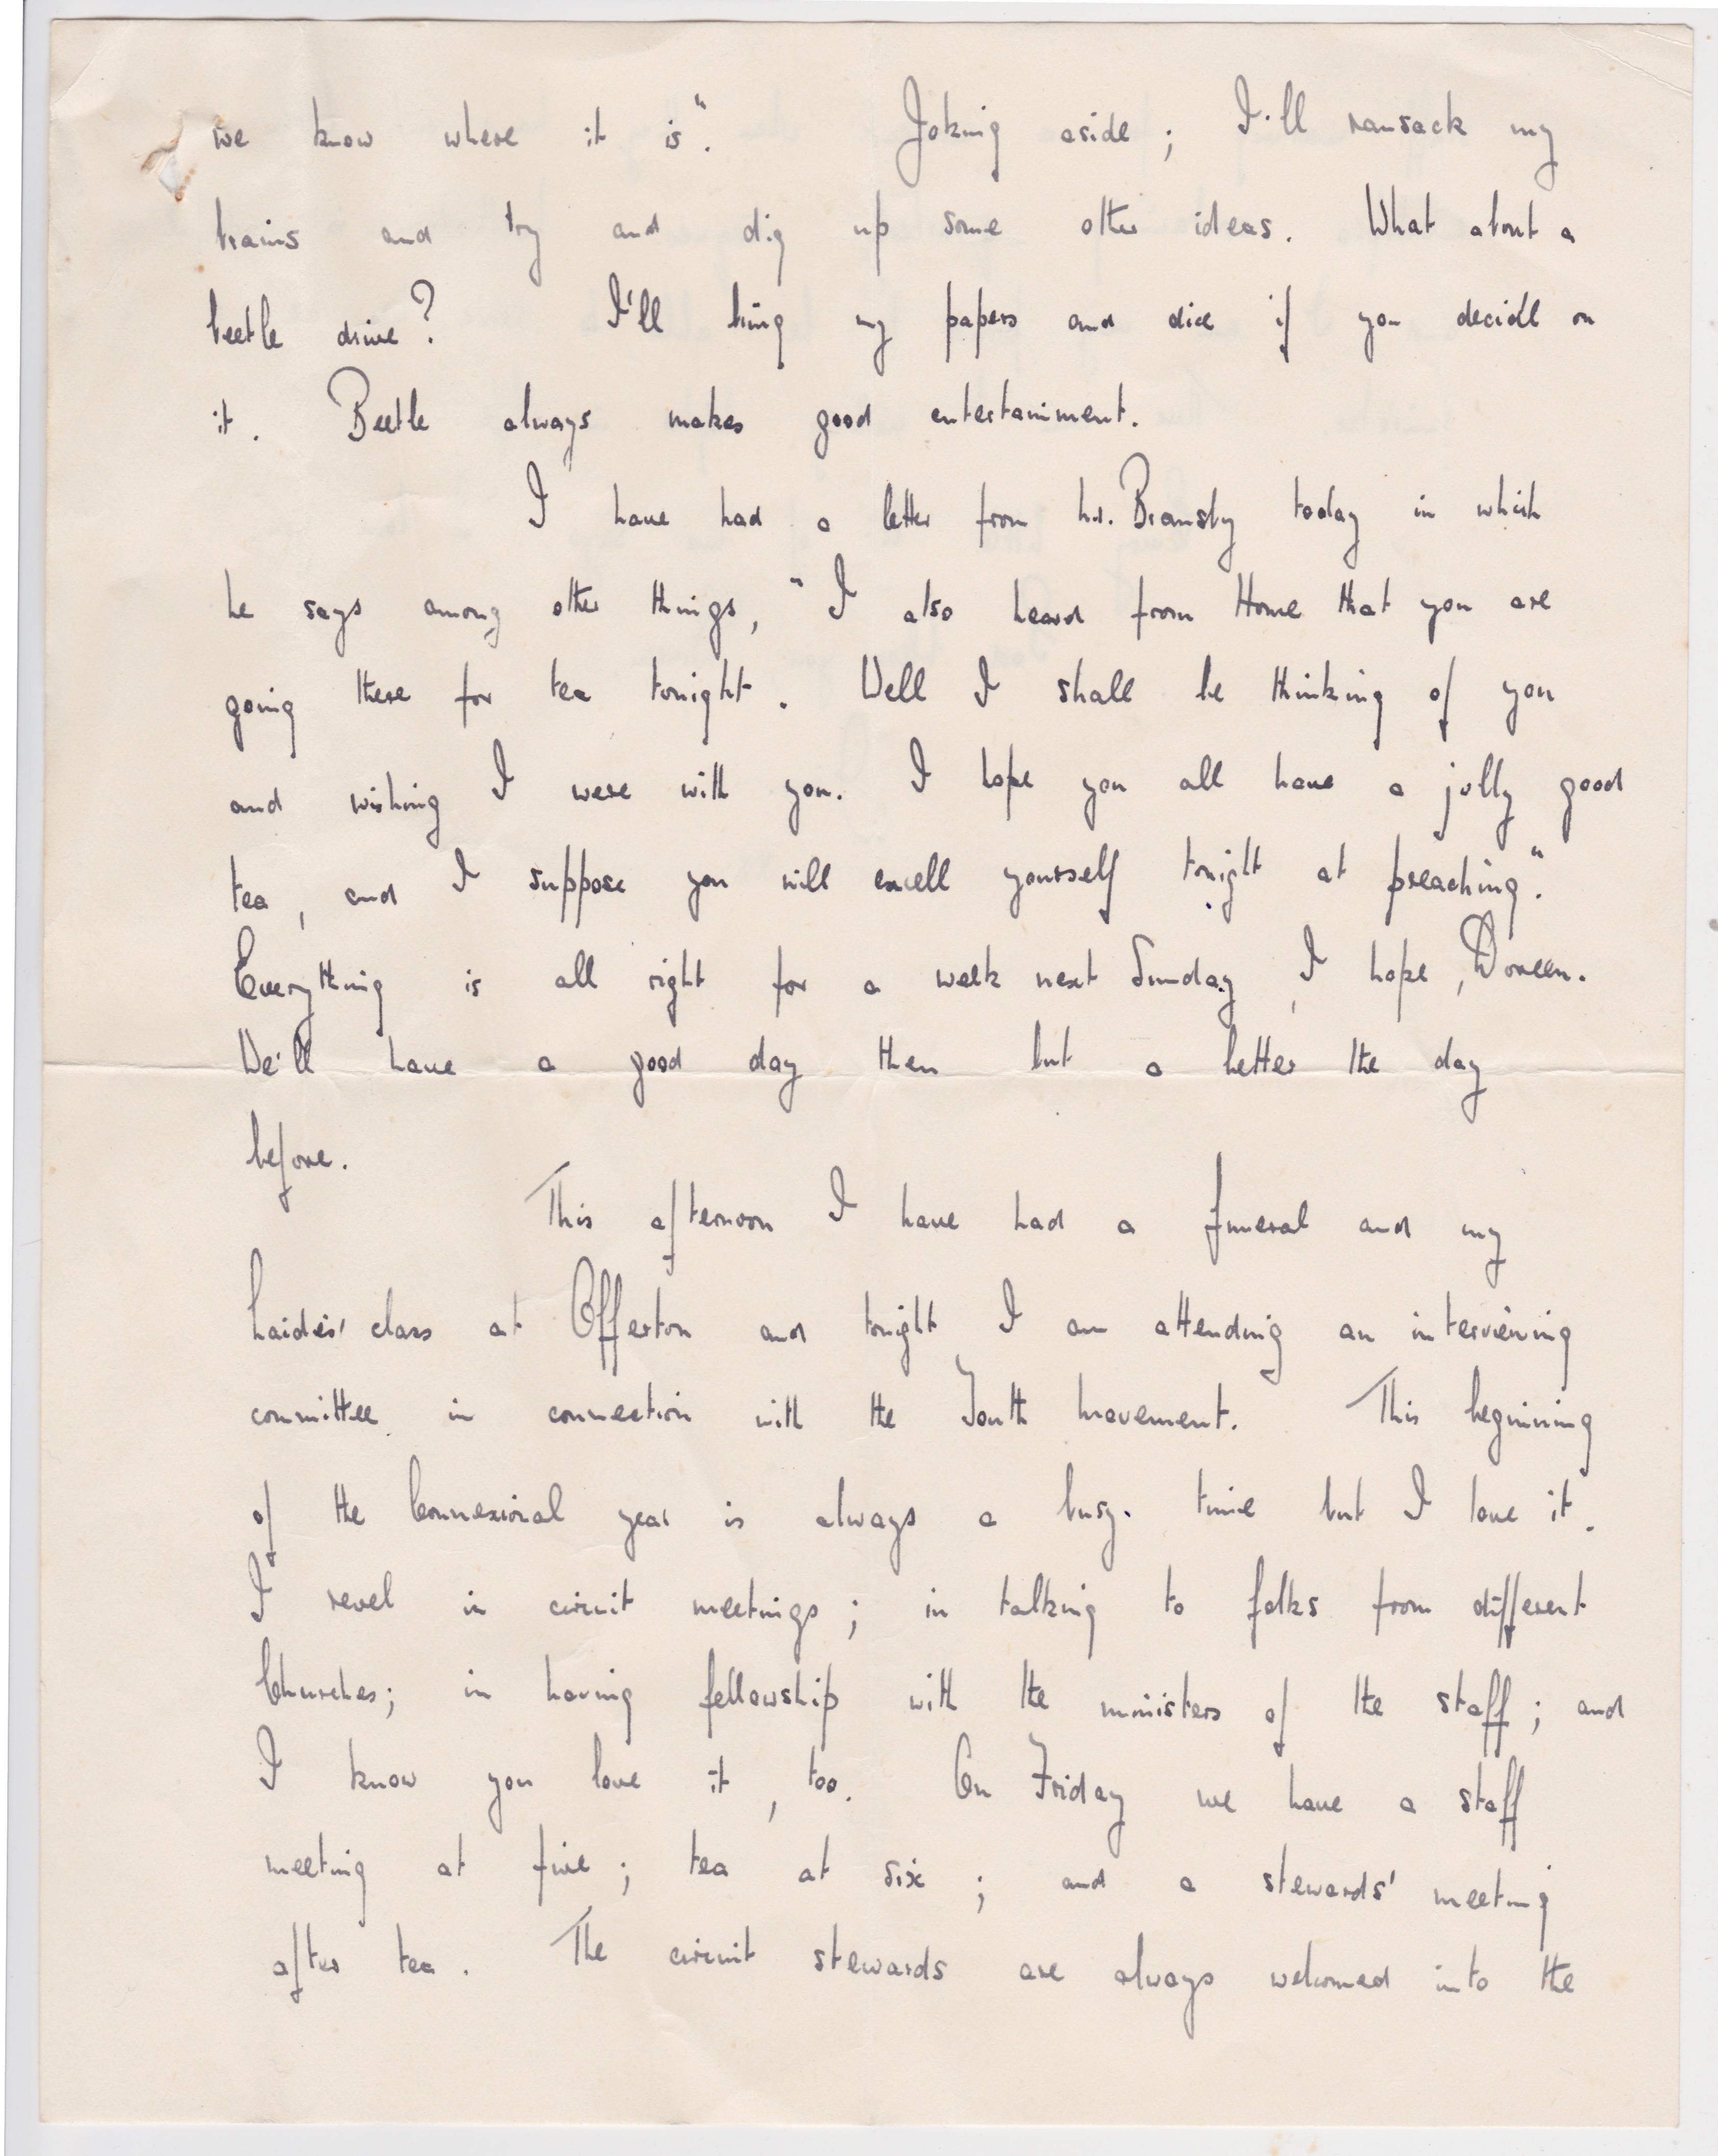 we know where it is". Joking aside; I'll ransack my
brains and try and dig up some other ideas. What about a
beetle drive? I'll bring my papers and dice if you decide on
it. Beetle always makes good entertainment.
I have had a letter from Mr. Bramsby today in which
he says among other things, "I also heard from Home that you are
going there for tea tonight. Well I shall be thinking of you
and wishing I were with you. I hope you all have a jolly good
tea, and I suppose you will excell yourself tonight at preaching."
Everything is all right for a week next Sunday, I hope, Doreen.
We'll have a good day then but a better the day
before.
This afternoon I have had a funeral and my
Laidies' class at Offerton and tonight I am attending an interviewing
committee in connection with the Youth Movement. This beginning
of the Connexional year is always a busy time but I love it.
I revel in circuit meetings; in talking to folks from different
Churches; in having fellowship with the ministers of the staff; and
I know you love it, too. On Friday we have a staff
meeting at five; tea at six; and a stewards' meeting
after tea. The circuit stewards are always welcomed into the